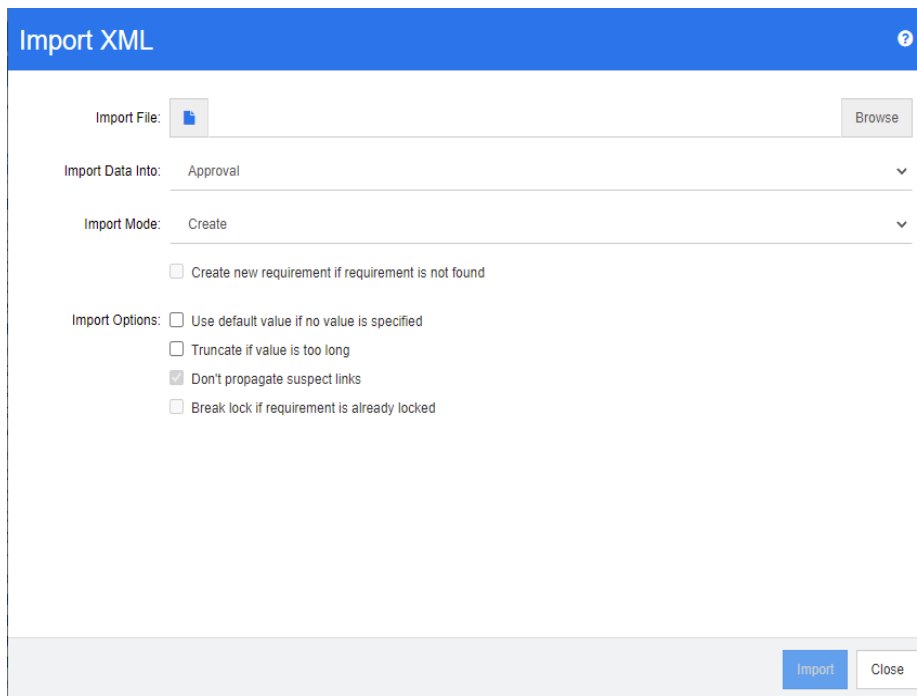 Import XML
Import File: Browse
Import Data Into: Approval
Import Mode: Create
Create new requirement if requirement is not found
Import Options: Use default value if no value is specified
Truncate if value is too long
Don't propagate suspect links
Break lock if requirement is already locked
Import Close